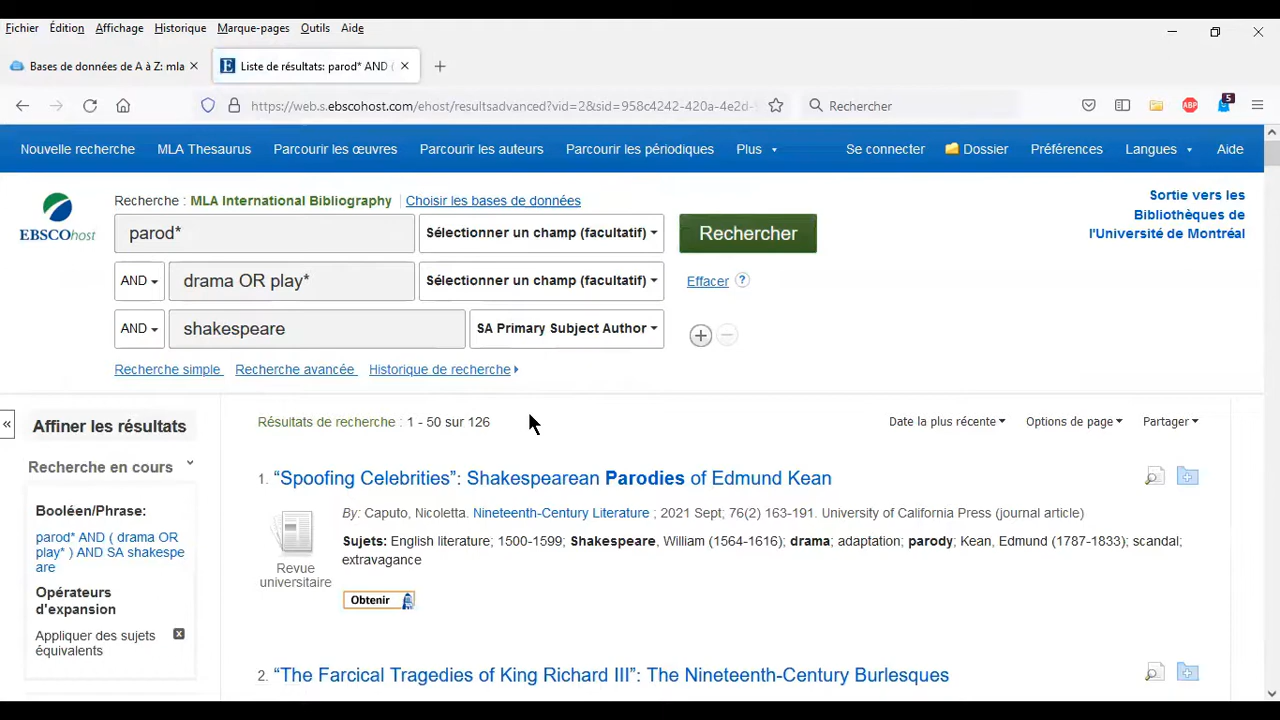 Fichier Édition Affichage Historique Marque-pages Outils Aide
Bases de données de A à Z: mla Liste de résultats: parod* AND (
https://web.s.ebscohost.com/ehost/resultsadvanced?vid=2&sid=958c4242-420a-4e2d- Rechercher ABP 5
Nouvelle recherche MLA Thesaurus Parcourir les œuvres Parcourir les auteurs Parcourir les périodiques Plus Se connecter Dossier Préférences Langues Aide
Recherche : MLA International Bibliography Choisir les bases de données
Sortie vers les
Bibliothèques de
l'Université de Montréal
EBSCOhost
parod* Sélectionner un champ (facultatif) Rechercher
AND drama OR play* Sélectionner un champ (facultatif) Effacer ?
AND shakespeare SA Primary Subject Author
Recherche simple Recherche avancée Historique de recherche
«
Affiner les résultats
Recherche en cours
Booléen/Phrase:
parod* AND ( drama OR
play* ) AND SA shakespe
are
Opérateurs
d'expansion
Appliquer des sujets
équivalents
Résultats de recherche : 1 - 50 sur 126 Date la plus récente Options de page Partager
1. “Spoofing Celebrities”: Shakespearean Parodies of Edmund Kean
By: Caputo, Nicoletta. Nineteenth-Century Literature ; 2021 Sept; 76(2) 163-191. University of California Press (journal article)
Sujets: English literature; 1500-1599; Shakespeare, William (1564-1616); drama; adaptation; parody; Kean, Edmund (1787-1833); scandal;
extravagance
Revue
universitaire
Obtenir
2. “The Farcical Tragedies of King Richard III”: The Nineteenth-Century Burlesques